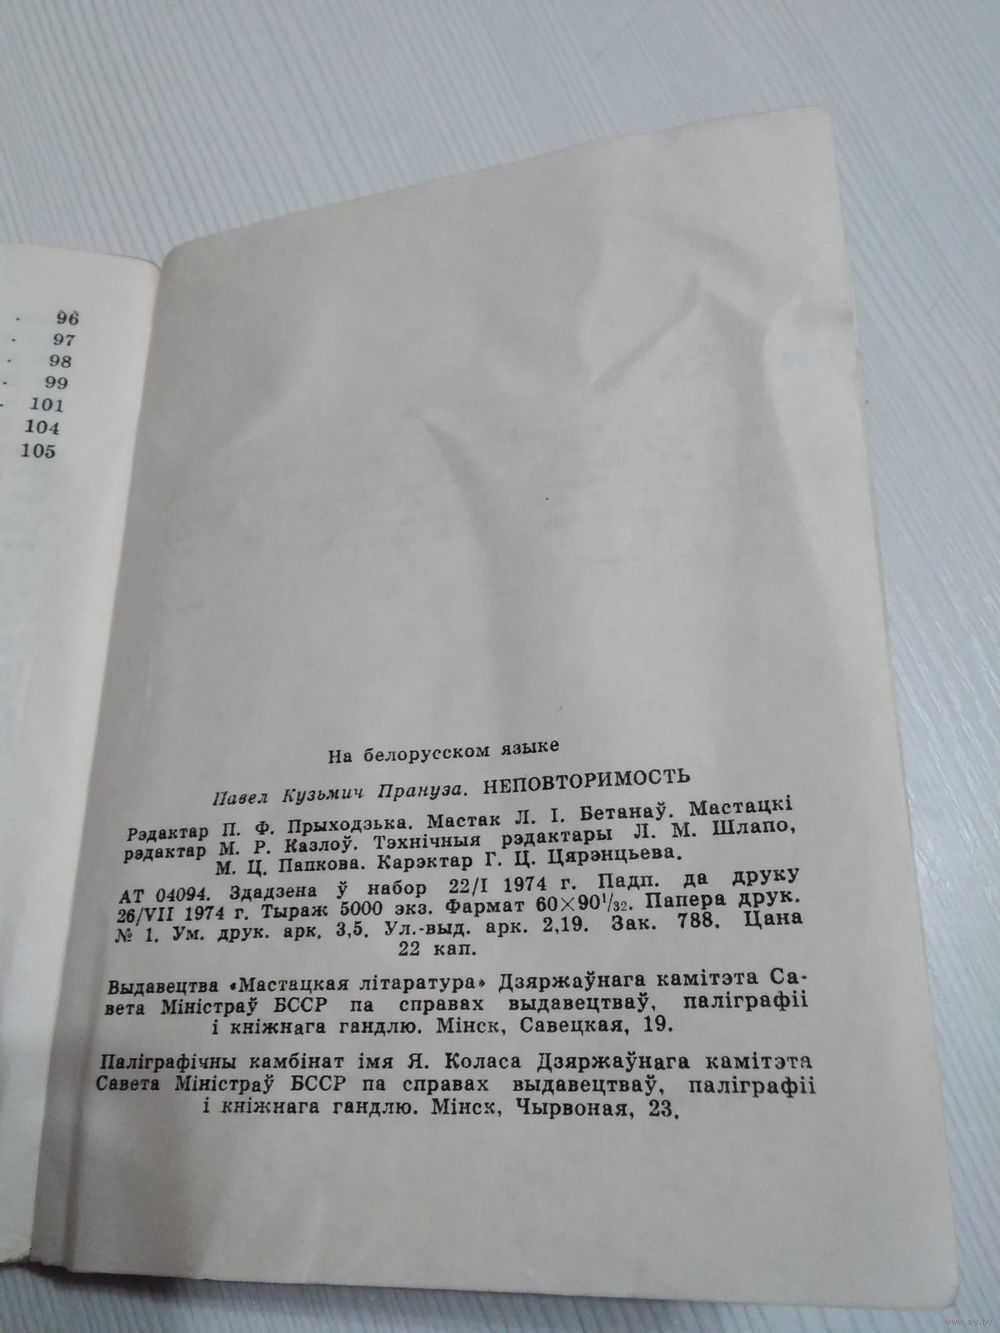 96
97
98
99
101
104
105
На белорусском языке
Павел Кузьмич Прануза. НЕПОВТОРИМОСТЬ
Рэдактар П. Ф. Прыходзька. Мастак Л. І. Бетанаў. Мастацкі
рэдактар М. Р. Казлоў. Тэхнічныя рэдактары Л. М. Шлапо,
М. Ц. Папкова. Карэктар Г. Ц. Цярэнцьева.
АТ 04094. Здадзена ў набор 22/I 1974 г. Падп. да друку
26/VII 1974 г. Тыраж 5000 экз. Фармат 60×90¹/₃₂. Папера друк.
№ 1. Ум. друк. арк. 3,5. Ул.-выд. арк. 2,19. Зак. 788. Цана
22 кап.
Выдавецтва «Мастацкая літаратура» Дзяржаўнага камітэта Са-
вета Міністраў БССР па справах выдавецтваў, паліграфіі
і кніжнага гандлю. Мінск, Савецкая, 19.
Паліграфічны камбінат імя Я. Коласа Дзяржаўнага камітэта
Савета Міністраў БССР па справах выдавецтваў, паліграфіі
і кніжнага гандлю. Мінск, Чырвоная, 23.
www.ay.by